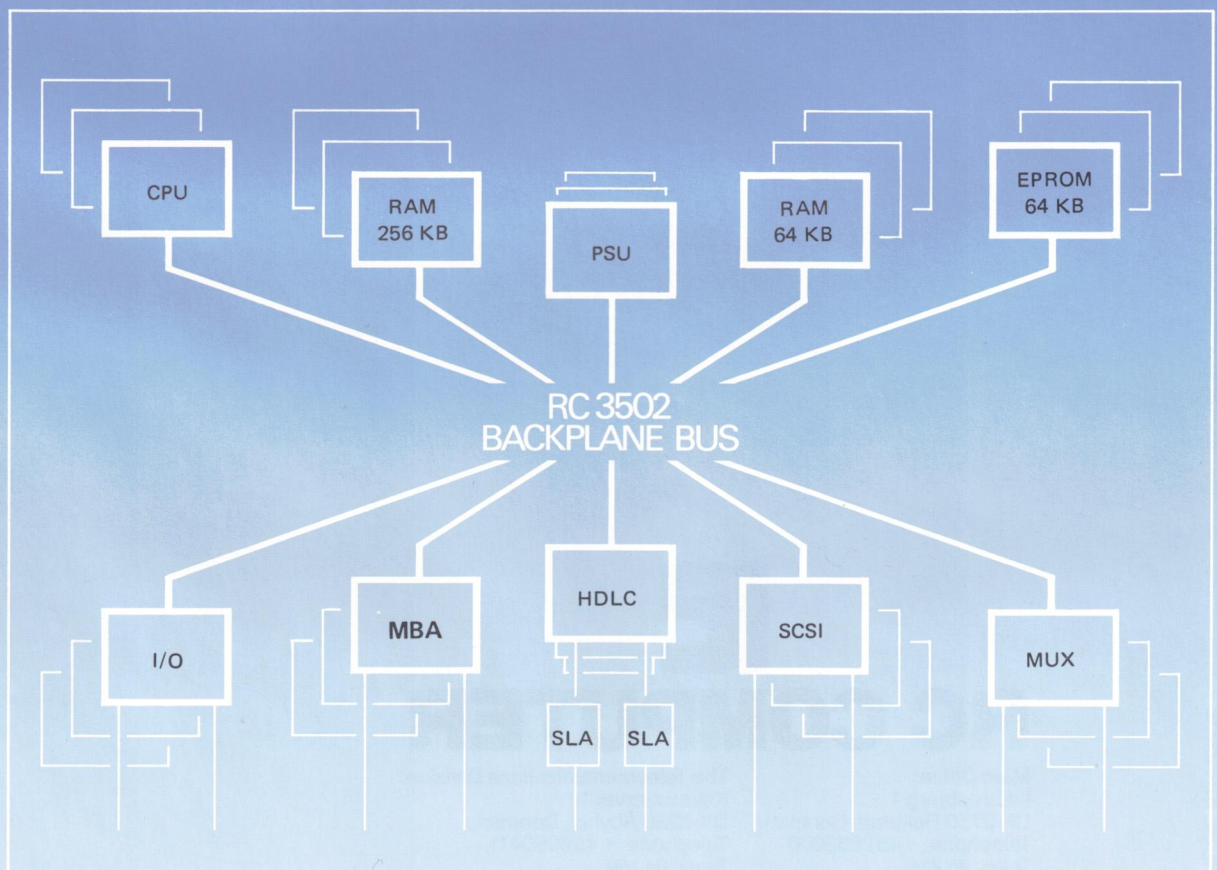 CPU
RAM
256 KB
PSU
RAM
64 KB
EPROM
64 KB
RC 3502
BACKPLANE BUS
I/O
MBA
HDLC
SCSI
MUX
SLA
SLA